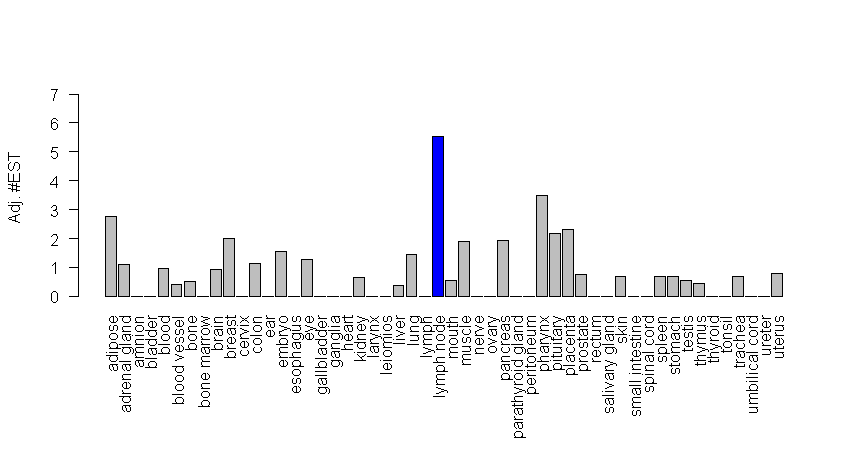 Adj. #EST
7
6
5
4
3
2
1
0
adipose
adrenal gland
amnion
bladder
blood
blood vessel
bone
bone marrow
brain
breast
cervix
colon
ear
embryo
esophagus
eye
gallbladder
ganglia
heart
kidney
larynx
leiomios
liver
lung
lymph
lymph node
mouth
muscle
nerve
ovary
pancreas
parathyroid gland
peritoneum
pharynx
pituitary
placenta
prostate
rectum
salivary gland
skin
small intestine
spinal cord
spleen
stomach
testis
thymus
thyroid
tonsil
trachea
umbilical cord
ureter
uterus